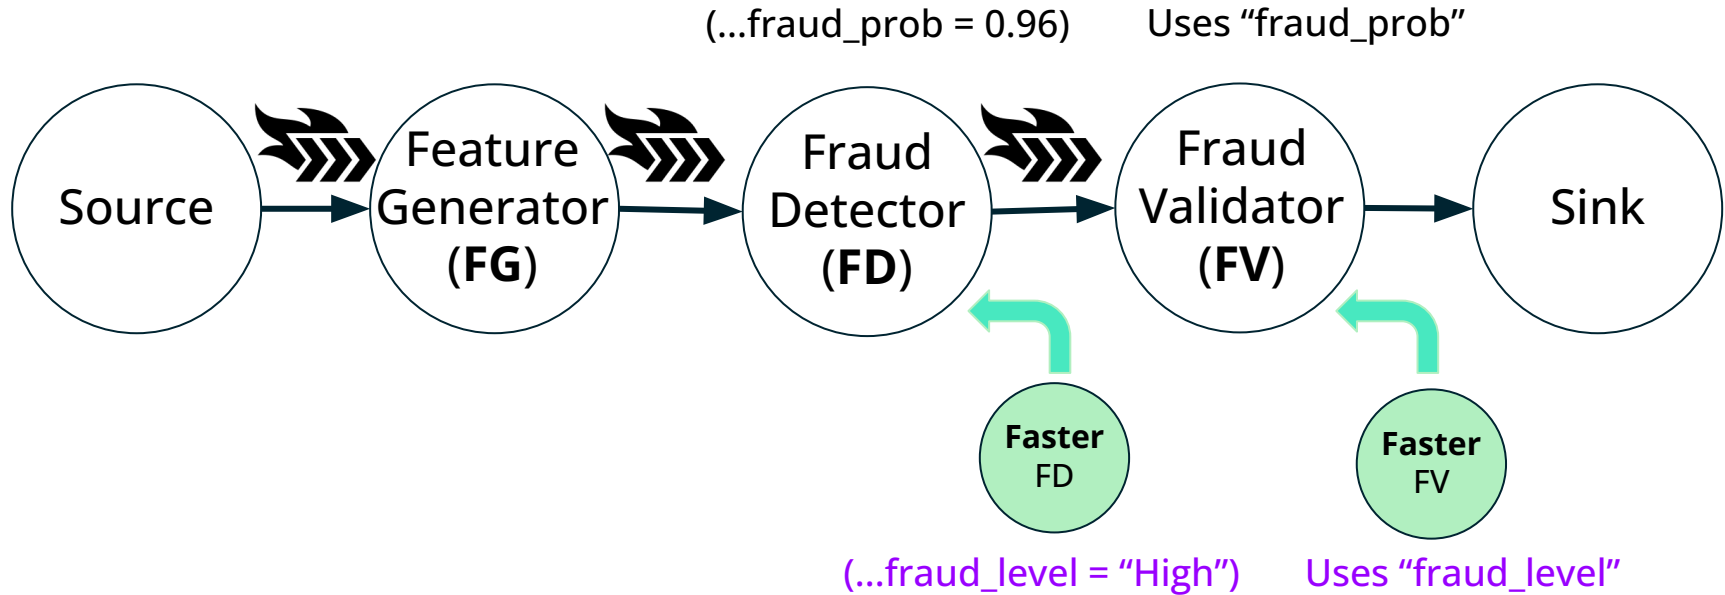 (...fraud_prob = 0.96)
Uses “fraud_prob”
Source
Feature
Generator
(FG)
Fraud
Detector
(FD)
Fraud
Validator
(FV)
Sink
Faster
FD
Faster
FV
(...fraud_level = “High”)
Uses “fraud_level”